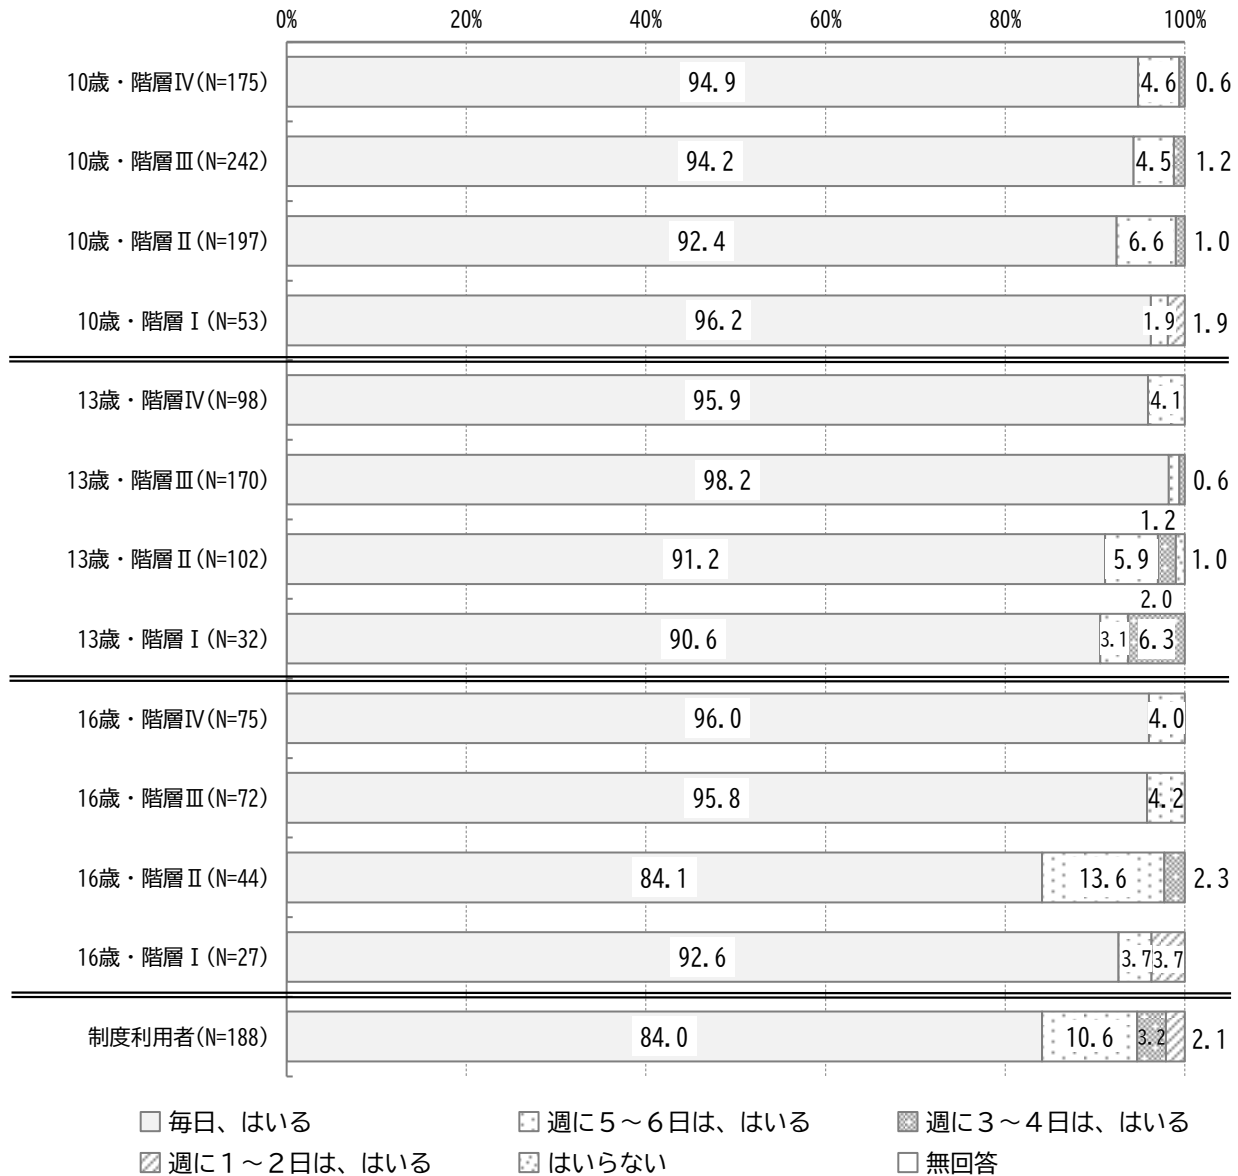 0% 20% 40% 60% 80% 100%
10歳・階層Ⅳ(N=175) 94.9 4.6 0.6
10歳・階層Ⅲ(N=242) 94.2 4.5 1.2
10歳・階層Ⅱ(N=197) 92.4 6.6 1.0
10歳・階層Ⅰ(N=53) 96.2 1.9 1.9
13歳・階層Ⅳ(N=98) 95.9 4.1
13歳・階層Ⅲ(N=170) 98.2 0.6
1.2
13歳・階層Ⅱ(N=102) 91.2 5.9 1.0
2.0
13歳・階層Ⅰ(N=32) 90.6 3.1 6.3
16歳・階層Ⅳ(N=75) 96.0 4.0
16歳・階層Ⅲ(N=72) 95.8 4.2
16歳・階層Ⅱ(N=44) 84.1 13.6 2.3
16歳・階層Ⅰ(N=27) 92.6 3.7 3.7
制度利用者(N=188) 84.0 10.6 3.2 2.1
毎日、はいる 週に５～６日は、はいる 週に３～４日は、はいる
週に１～２日は、はいる はいらない 無回答